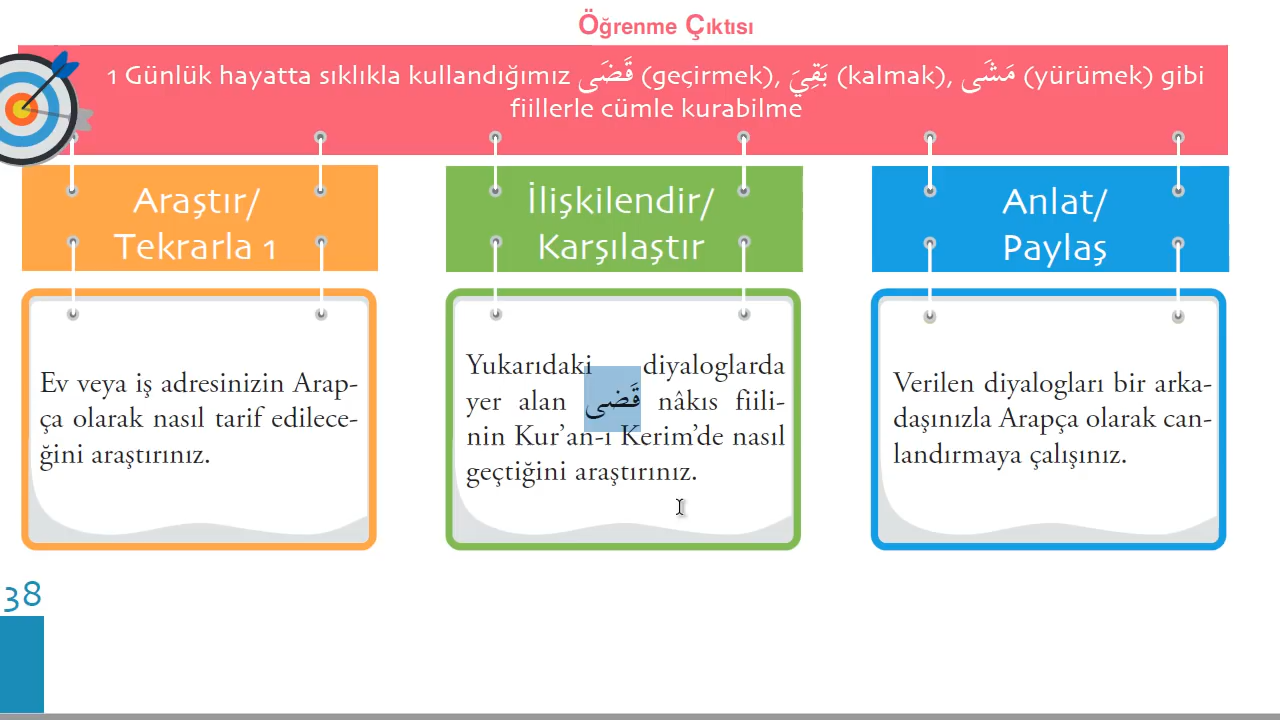 Öğrenme Çıktısı
1 Günlük hayatta sıklıkla kullandığımız قَضَى (geçirmek), بَقِيَ (kalmak), مَشَى (yürümek) gibi
fiillerle cümle kurabilme
Araştır/
Tekrarla 1
Ev veya iş adresinizin Arap-
ça olarak nasıl tarif edilece-
ğini araştırınız.
İlişkilendir/
Karşılaştır
Yukarıdaki diyaloglarda
yer alan قَضى nâkıs fiili-
nin Kur’an-ı Kerim’de nasıl
geçtiğini araştırınız.
Anlat/
Paylaş
Verilen diyalogları bir arka-
daşınızla Arapça olarak can-
landırmaya çalışınız.
38